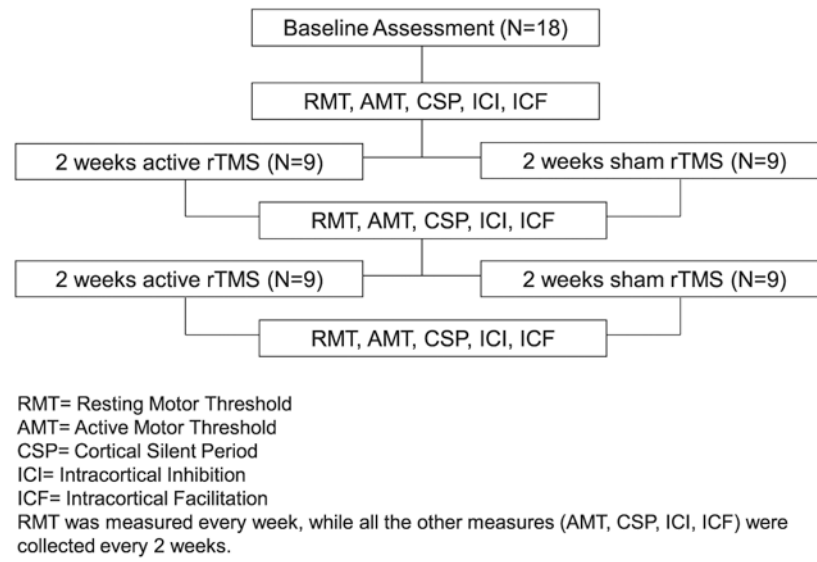 Baseline Assessment (N=18)
RMT, AMT, CSP, ICI, ICF
2 weeks active rTMS (N=9)
2 weeks sham rTMS (N=9)
RMT, AMT, CSP, ICI, ICF
2 weeks active rTMS (N=9)
2 weeks sham rTMS (N=9)
RMT, AMT, CSP, ICI, ICF
RMT= Resting Motor Threshold
AMT= Active Motor Threshold
CSP= Cortical Silent Period
ICI= Intracortical Inhibition
ICF= Intracortical Facilitation
RMT was measured every week, while all the other measures (AMT, CSP, ICI, ICF) were
collected every 2 weeks.